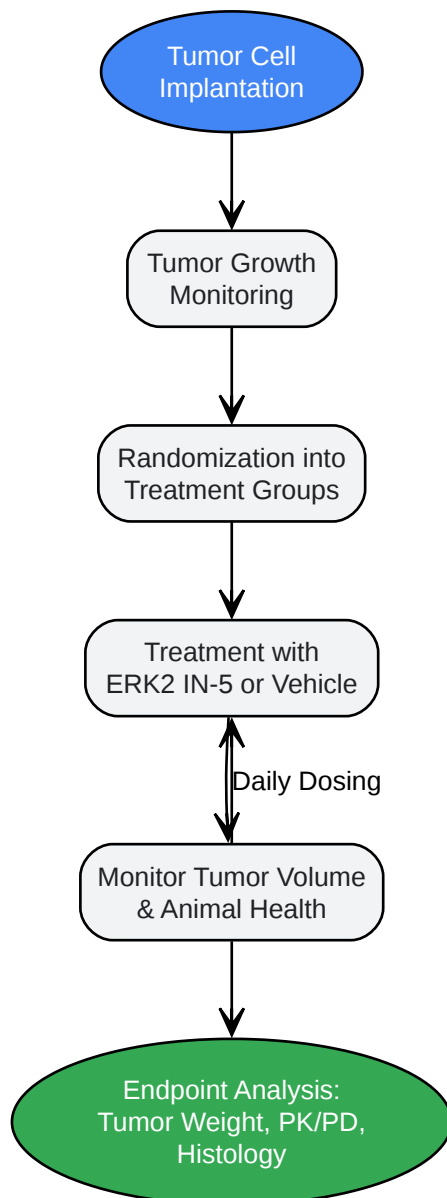 Tumor Cell
Implantation
Tumor Growth
Monitoring
Randomization into
Treatment Groups
Treatment with
ERK2 IN-5 or Vehicle
Daily Dosing
Monitor Tumor Volume
& Animal Health
Endpoint Analysis:
Tumor Weight, PK/PD,
Histology